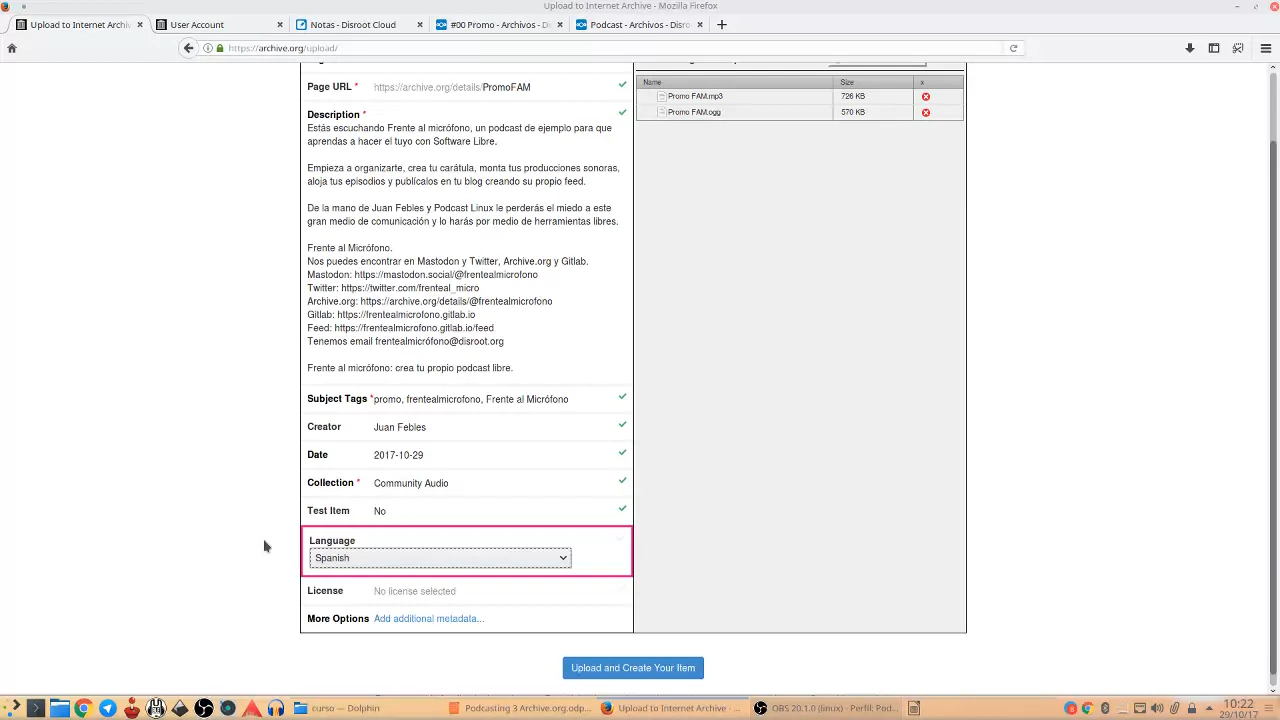 Upload to Internet Archive - Mozilla Firefox
Upload to Internet Archiv
User Account
Notas - Disroot Cloud
#00 Promo - Archivos - D
Podcast - Archivos - Disro
https://archive.org/upload/
Page URL * https://archive.org/details/PromoFAM
Description *
Estás escuchando Frente al micrófono, un podcast de ejemplo para que
aprendas a hacer el tuyo con Software Libre.
Empieza a organizarte, crea tu carátula, monta tus producciones sonoras,
aloja tus episodios y publícalos en tu blog creando su propio feed.
De la mano de Juan Febles y Podcast Linux le perderás el miedo a este
gran medio de comunicación y lo harás por medio de herramientas libres.
Frente al Micrófono.
Nos puedes encontrar en Mastodon y Twitter, Archive.org y Gitlab.
Mastodon: https://mastodon.social/@frentealmicrofono
Twitter: https://twitter.com/frenteal_micro
Archive.org: https://archive.org/details/@frentealmicrofono
Gitlab: https://frentealmicrofono.gitlab.io
Feed: https://frentealmicrofono.gitlab.io/feed
Tenemos email frentealmicrófono@disroot.org
Frente al micrófono: crea tu propio podcast libre.
Subject Tags * promo, frentealmicrofono, Frente al Micrófono
Creator Juan Febles
Date 2017-10-29
Collection * Community Audio
Test Item No
Language
Spanish
License No license selected
More Options Add additional metadata...
Name Size x
Promo FAM.mp3 726 KB
Promo FAM.ogg 570 KB
Upload and Create Your Item
curso — Dolphin
Podcasting 3 Archive.org.odp...
Upload to Internet Archive - ...
OBS 20.1.0 (linux) - Perfil: Pod...
10:22
29/10/17